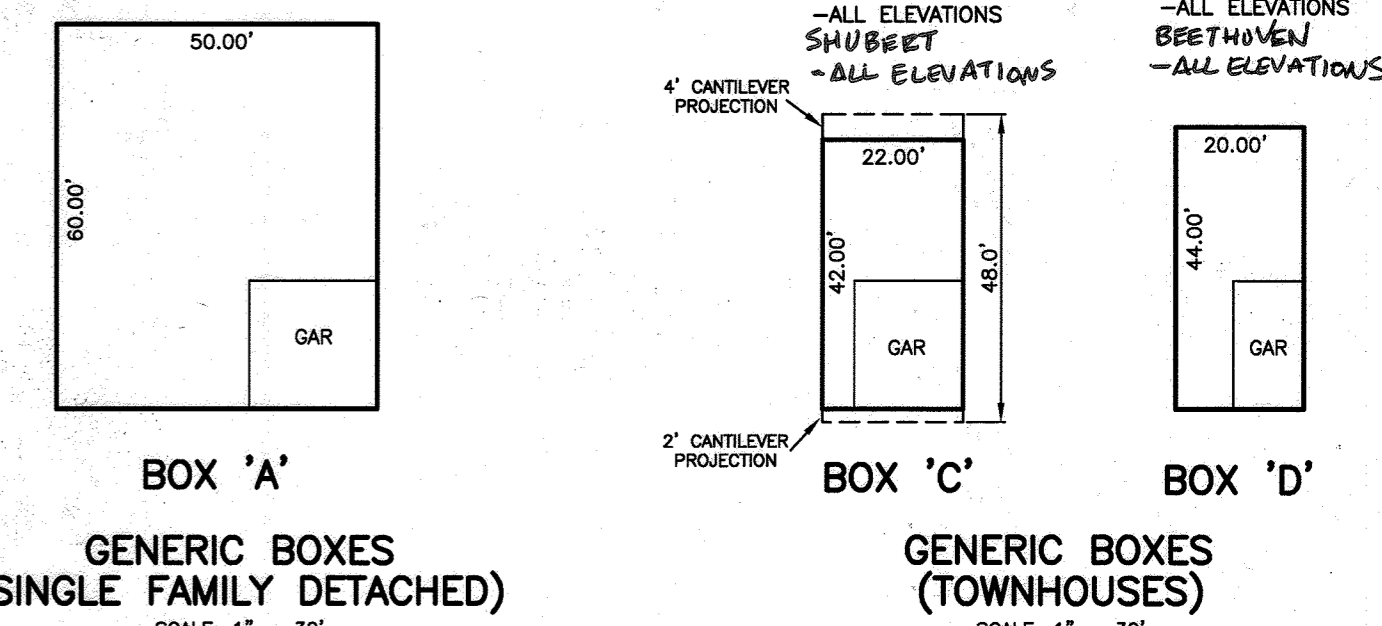 50.00'
60.00'
GAR
BOX 'A'
GENERIC BOXES
SINGLE FAMILY DETACHED)
-ALL ELEVATIONS
SHUBERT
-ALL ELEVATIONS
4' CANTILEVER
PROJECTION
22.00'
42.00'
48.0'
GAR
2' CANTILEVER
PROJECTION
BOX 'C'
-ALL ELEVATIONS
BEETHOVEN
-ALL ELEVATIONS
20.00'
44.00'
GAR
BOX 'D'
GENERIC BOXES
(TOWNHOUSES)